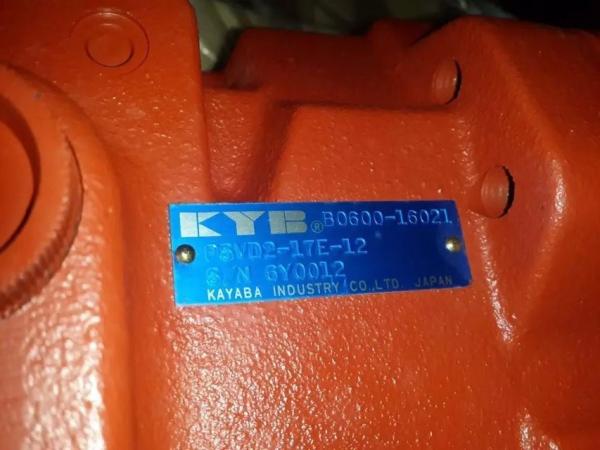 KYB® B0600-16021
PSVD2-17E-12
S/N 6Y0012
KAYABA INDUSTRY CO.,LTD. JAPAN